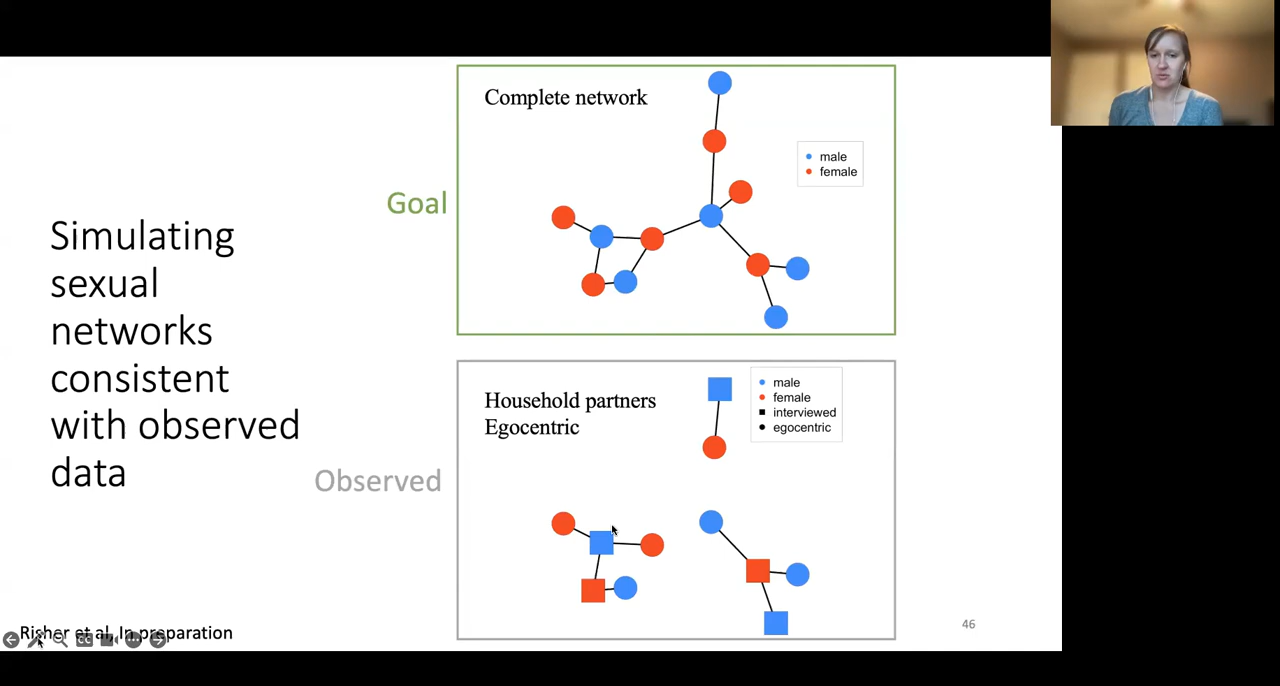 Simulating
sexual
networks
consistent
with observed
data
Goal
Complete network
male
female
Observed
Household partners
Egocentric
male
female
interviewed
egocentric
Risher et al, In preparation
CC
46